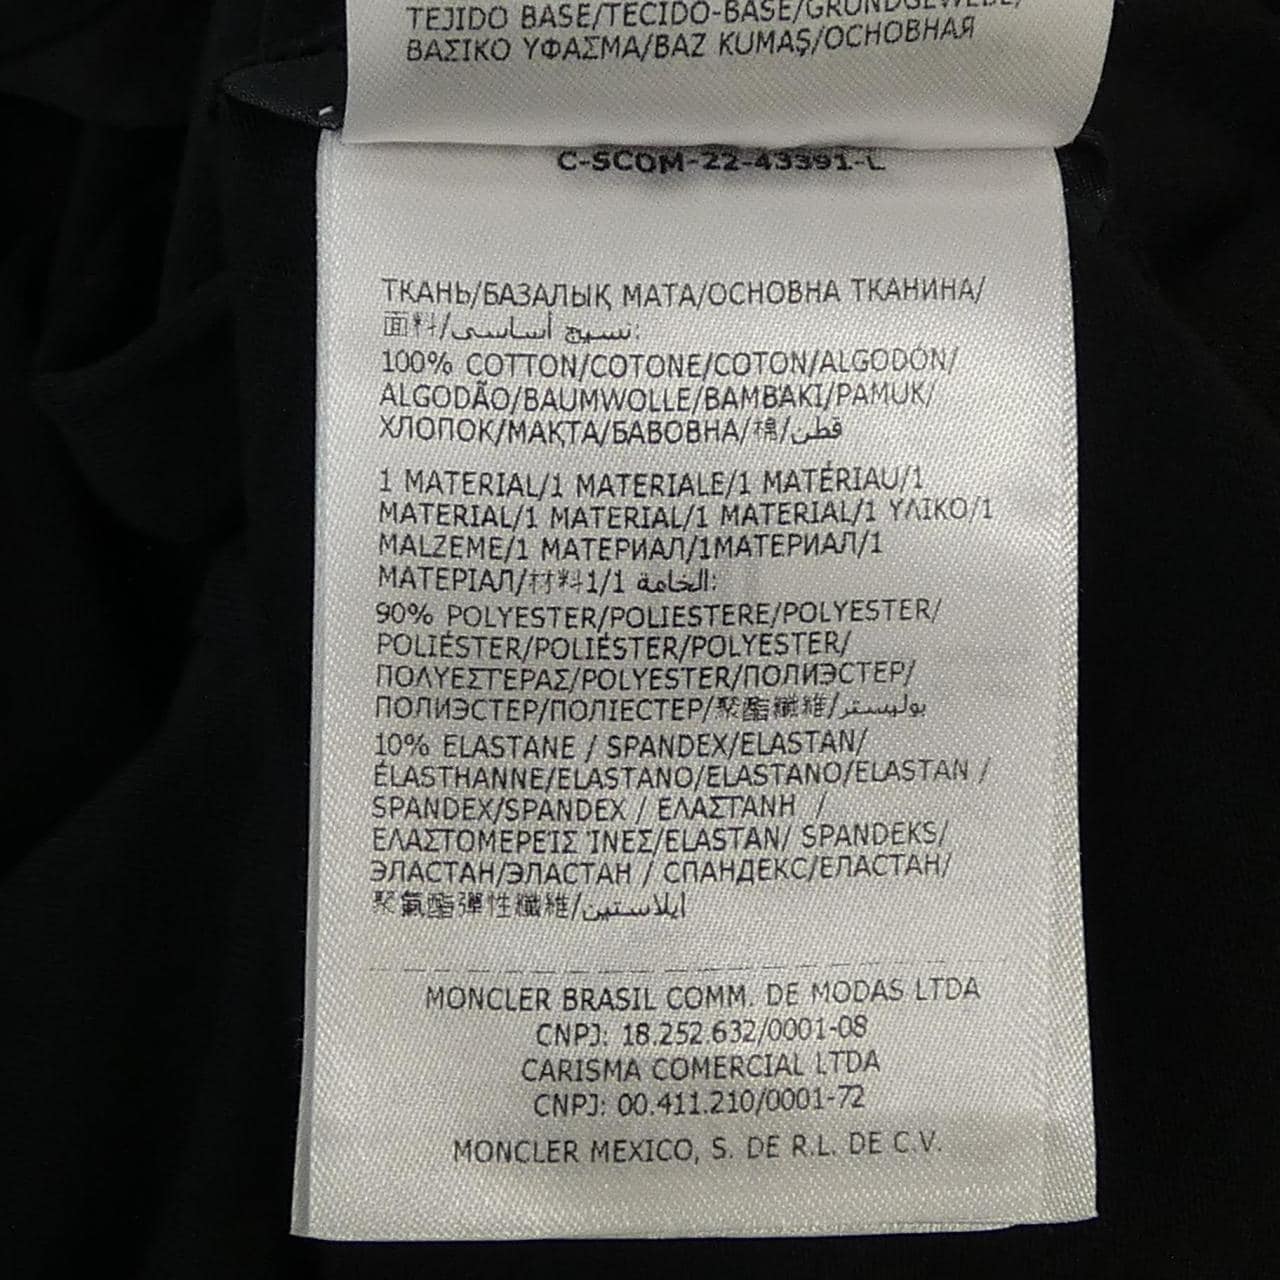 TEJIDO BASE/TECIDO-BASE/GRUNDGEWEBE/
ΒΑΣΙΚΟ ΥΦΑΣΜΑ/BAZ KUMAŞ/ОСНОВНАЯ
C-SCOM-22-43391-L
ТКАНЬ/БАЗАЛЫҚ МАТА/ОСНОВНА ТКАНИНА/
面料/نسيج أساسي:
100% COTTON/COTONE/COTON/ALGODÓN/
ALGODÃO/BAUMWOLLE/ΒΑΜΒΆΚΙ/PAMUK/
ХЛОПОК/МАҚТА/БАВОВНА/棉/قطن
1 MATERIAL/1 MATERIALE/1 MATÉRIAU/1
MATERIAL/1 MATERIAL/1 MATERIAL/1 ΥΛΙΚΟ/1
MALZEME/1 МАТЕРИАЛ/1МАТЕРИАЛ/1
МАТЕРІАЛ/材料1/1 الخامة:
90% POLYESTER/POLIESTERE/POLYESTER/
POLIÉSTER/POLIÉSTER/POLYESTER/
ΠΟΛΥΕΣΤΕΡΑΣ/POLYESTER/ПОЛИЭСТЕР/
ПОЛИЭСТЕР/ПОЛІЕСТЕР/聚酯纖維/بوليستر
10% ELASTANE / SPANDEX/ELASTAN/
ÉLASTHANNE/ELASTANO/ELASTANO/ELASTAN /
SPANDEX/SPANDEX / ΕΛΑΣΤΑΝΗ /
ΕΛΑΣΤΟΜΕΡΕΊΣ ΊΝΕΣ/ELASTAN/ SPANDEKS/
ЭЛАСТАН/ЭЛАСТАН / СПАНДЕКС/ЕЛАСТАН/
聚氨酯彈性纖維/ايلاستين
MONCLER BRASIL COMM. DE MODAS LTDA
CNPJ: 18.252.632/0001-08
CARISMA COMERCIAL LTDA
CNPJ: 00.411.210/0001-72
MONCLER MEXICO, S. DE R.L. DE C.V.